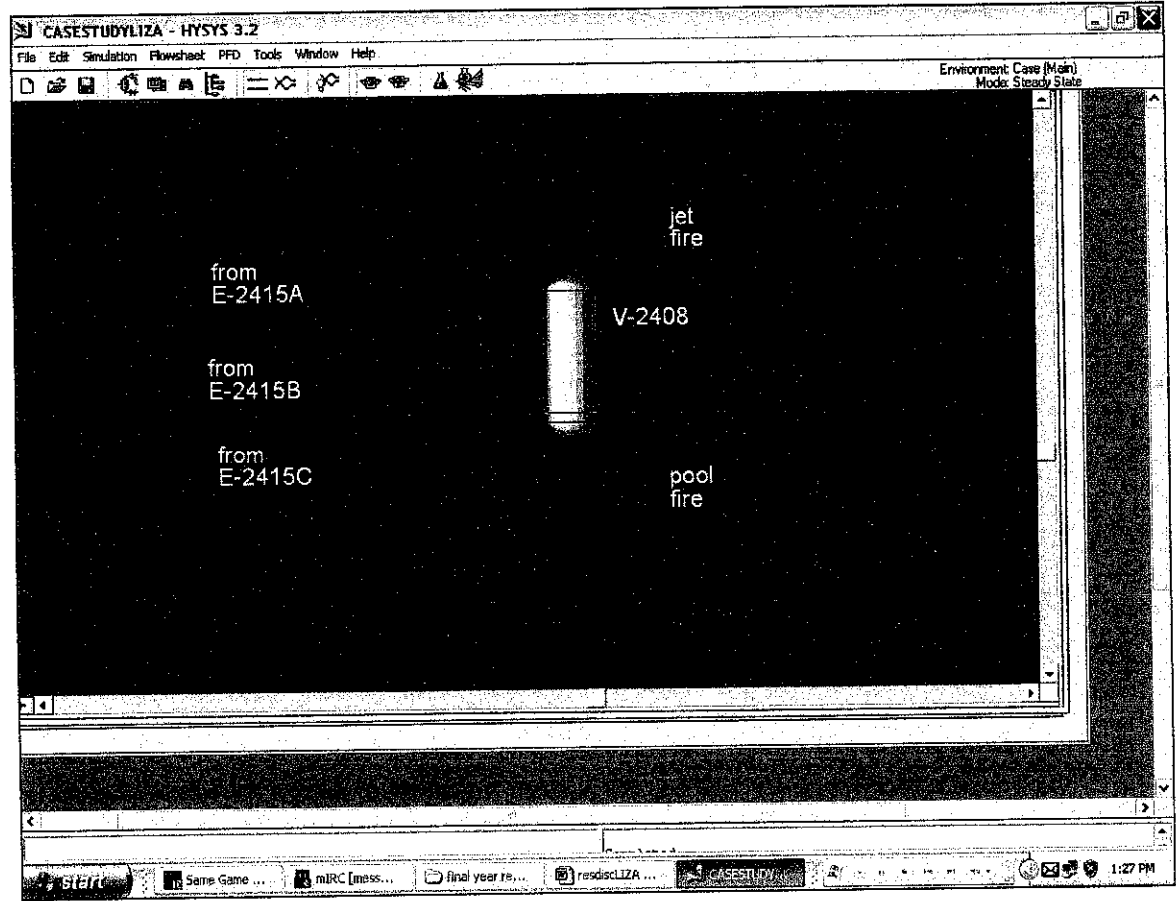 CASESTUDYLIZA - HYSYS 3.2
File Edit Simulation Flowsheet PFD Tools Window Help
Environment: Case (Main)
Mode: Steady State
jet
fire
from
E-2415A
V-2408
from
E-2415B
from
E-2415C
pool
fire
start
Same Game ...
mIRC [mess...
final year re...
resdiscLIZA ...
CASESTUDY...
1:27 PM